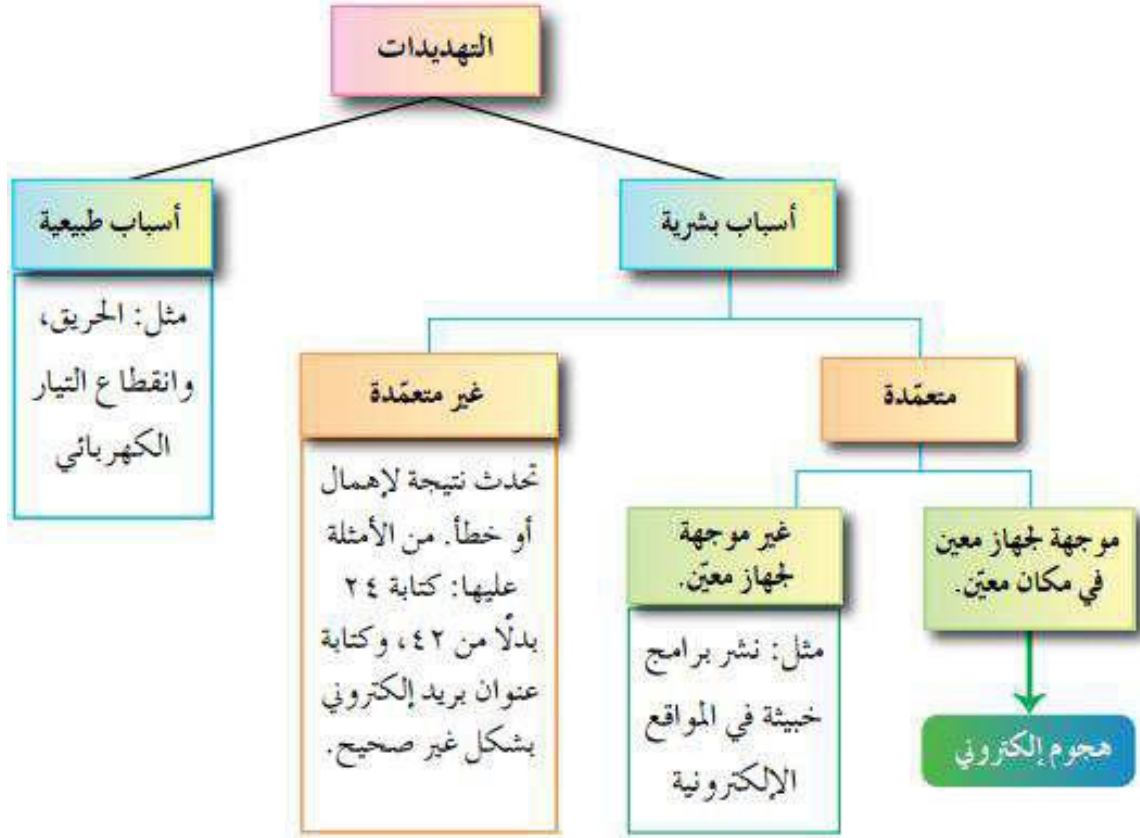 التهديدات
أسباب بشرية
أسباب طبيعية
مثل: الحريق،
وانقطاع التيار
الكهربائي
متعمّدة
غير متعمّدة
تحدث نتيجة لإهمال
أو خطأ. من الأمثلة
عليها: كتابة ٢٤
بدلًا من ٤٢، وكتابة
عنوان بريد إلكتروني
بشكل غير صحيح.
موجهة لجهاز معين
في مكان معيّن.
هجوم إلكتروني
غير موجهة
لجهاز معيّن.
مثل: نشر برامج
خبيثة في المواقع
الإلكترونية